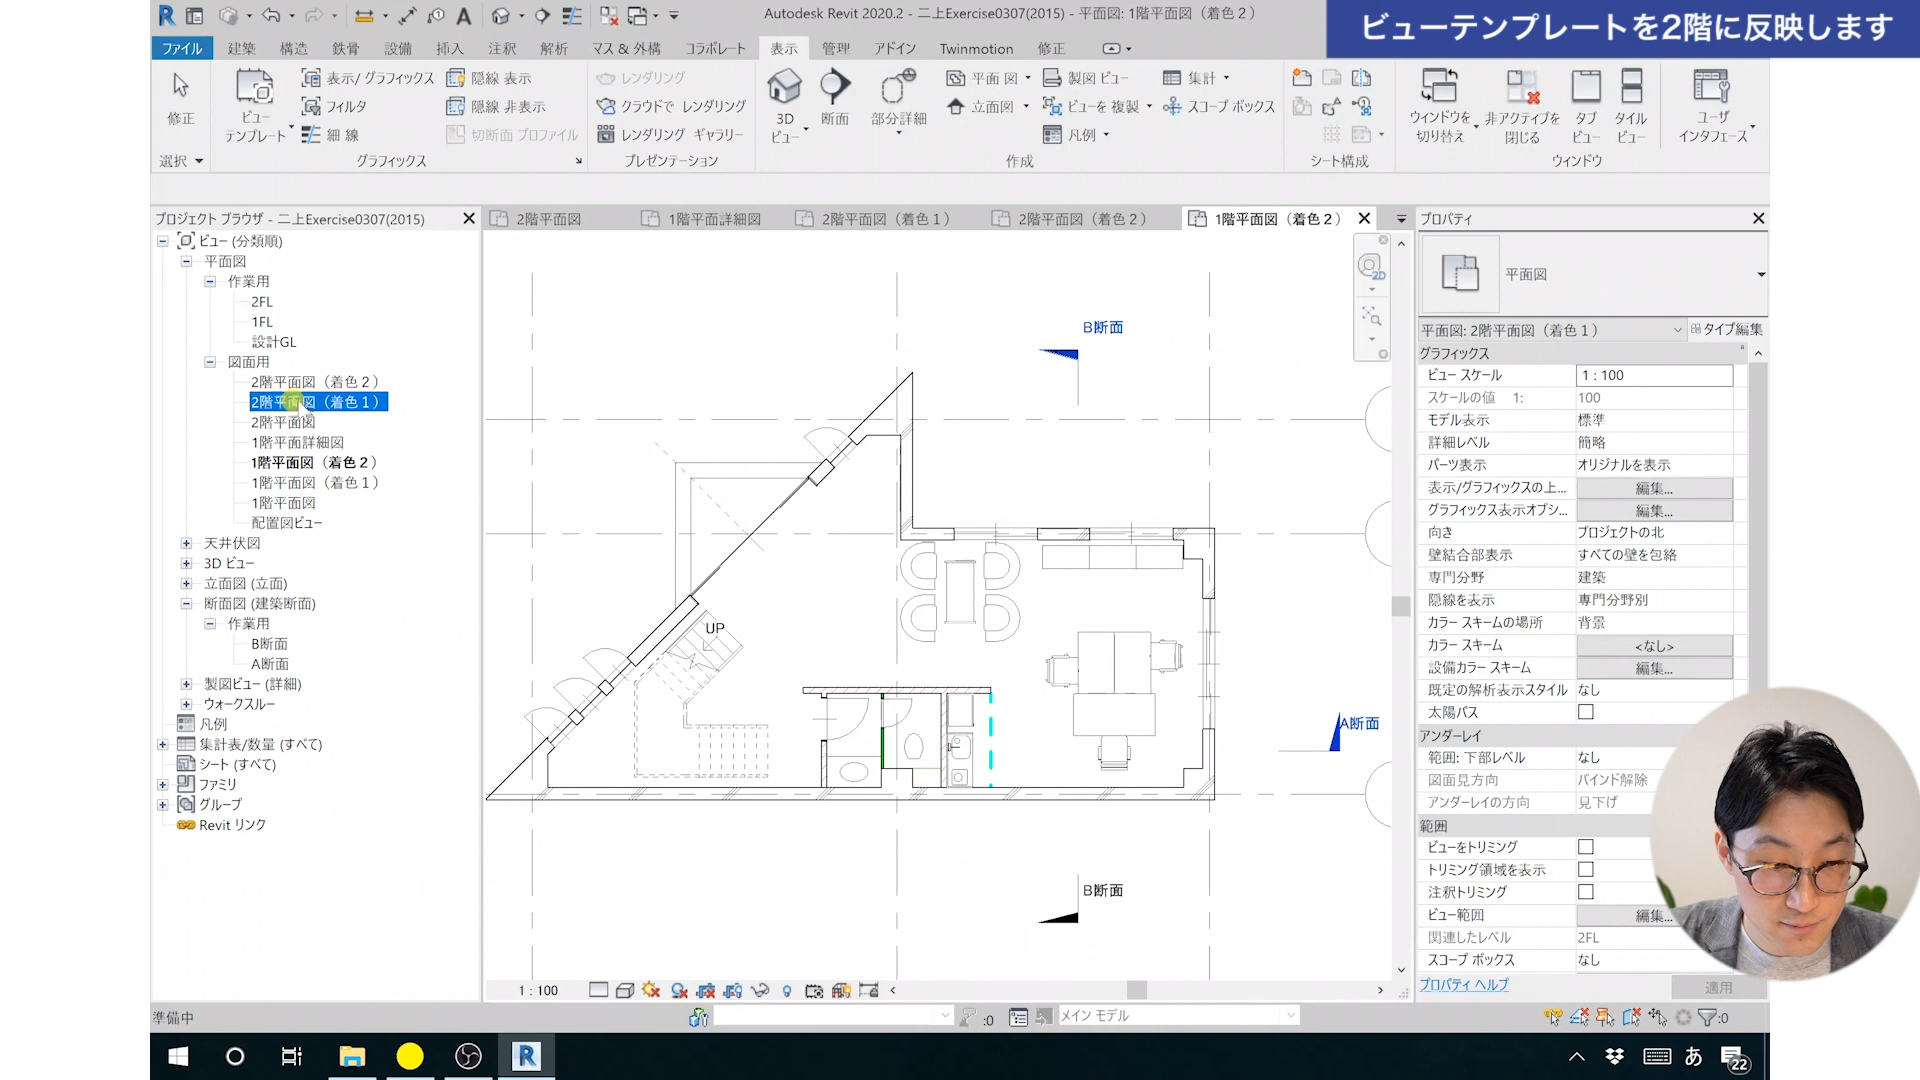 Autodesk Revit 2020.2 - 二上Exercise0307(2015) - 平面図: 1階平面図（着色２）
ビューテンプレートを2階に反映します
ファイル 建築 構造 鉄骨 設備 挿入 注釈 解析 マス & 外構 コラボレート 表示 管理 アドイン Twinmotion 修正
修正
選択
ビュー
テンプレート
表示/ グラフィックス
フィルタ
細 線
隠線 表示
隠線 非表示
切断面 プロファイル
グラフィックス
レンダリング
クラウドで レンダリング
レンダリング ギャラリー
プレゼンテーション
3D
ビュー
断面
部分詳細
平面 図
立面図
製図 ビュー
ビューを 複製
凡例
集計
スコープ ボックス
作成
シート構成
ウィンドウを
切り替え
非アクティブを
閉じる
タブ
ビュー
タイル
ビュー
ウィンドウ
ユーザ
インタフェース
プロジェクト ブラウザ - 二上Exercise0307(2015)
2階平面図 1階平面詳細図 2階平面図（着色１） 2階平面図（着色２） 1階平面図（着色２）
ビュー (分類順)
平面図
作業用
2FL
1FL
設計GL
図面用
2階平面図（着色２）
2階平面図（着色１）
2階平面図
1階平面詳細図
1階平面図（着色２）
1階平面図（着色１）
1階平面図
配置図ビュー
天井伏図
3D ビュー
立面図 (立面)
断面図 (建築断面)
作業用
B断面
A断面
製図ビュー (詳細)
ウォークスルー
凡例
集計表/数量 (すべて)
シート (すべて)
ファミリ
グループ
Revit リンク
2D
B断面
UP
A断面
B断面
1 : 100
プロパティ
平面図
平面図: 2階平面図（着色１） タイプ編集
グラフィックス
ビュー スケール 1 : 100
スケールの値 1: 100
モデル表示 標準
詳細レベル 簡略
パーツ表示 オリジナルを表示
表示/グラフィックスの上... 編集...
グラフィックス表示オプシ... 編集...
向き プロジェクトの北
壁結合部表示 すべての壁を包絡
専門分野 建築
隠線を表示 専門分野別
カラー スキームの場所 背景
カラー スキーム <なし>
設備カラー スキーム 編集...
既定の解析表示スタイル なし
太陽パス
アンダーレイ
範囲: 下部レベル なし
図面見方向 バインド解除
アンダーレイの方向 見下げ
範囲
ビューをトリミング
トリミング領域を表示
注釈トリミング
ビュー範囲 編集...
関連したレベル 2FL
スコープ ボックス なし
プロパティ ヘルプ
適用
準備中
:0
メイン モデル
:0
あ
22